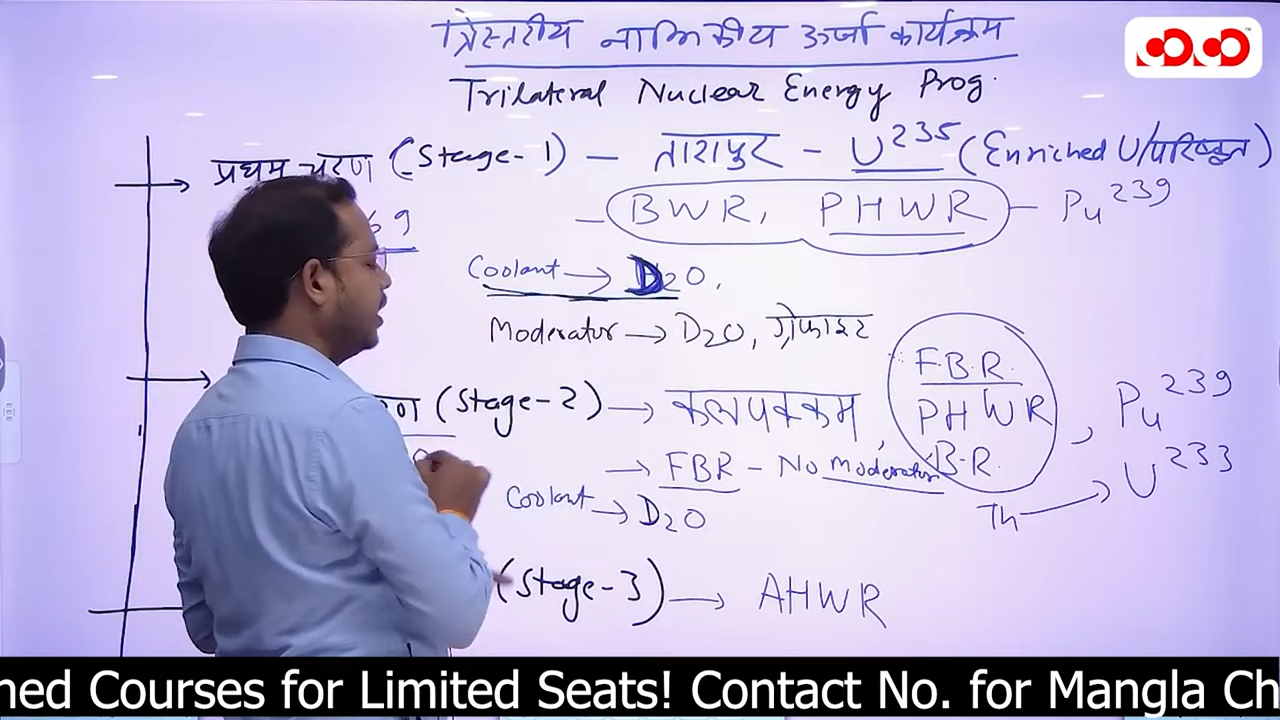 त्रिस्तरीय नाभिकीय ऊर्जा कार्यक्रम
Trilateral Nuclear Energy Prog.
प्रथम चरण (Stage-1) – तारापुर – U²³⁵ (Enriched U/परिष्कृत)
69
– BWR, PHWR – Pu²³⁹
Coolant → D₂O,
Moderator → D₂O, ग्रेफाइट
F.B.R.
(Stage-2) → कलपक्कम, PHWR, Pu²³⁹
→ FBR – No Moderator
B.R.
U²³³
Coolant → D₂O
Th →
(Stage-3) → AHWR
ned Courses for Limited Seats! Contact No. for Mangla Ch